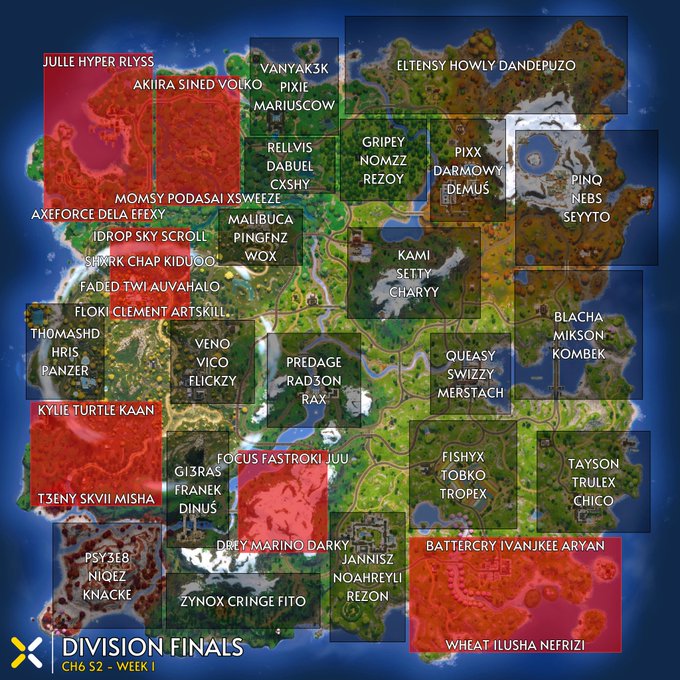 JULLE HYPER RLYSS
AKIIRA SINED VOLKO
VANYAK3K
PIXIE
MARIUSCOW
ELTENSY HOWLY DANDEPUZO
RELLVIS
DABUEL
CXSHY
GRIPEY
NOMZZ
REZOY
PIXX
DARMOWY
DEMUŚ
PINQ
NEBS
SEYYTO
MOMSY PODASAI XSWEEZE
AXEFORCE DELA EFEXY
MALIBUCA
PINGFNZ
WOX
IDROP SKY SCROLL
SHXRK CHAP KIDUOO
FADED TWI AUVAHALO
FLOKI CLEMENT ARTSKILL
KAMI
SETTY
CHARYY
BLACHA
MIKSON
KOMBEK
TH0MASHD
HRIS
PANZER
VENO
VICO
FLICKZY
PREDAGE
RAD3ON
RAX
QUEASY
SWIZZY
MERSTACH
KYLIE TURTLE KAAN
T3ENY SKVII MISHA
GI3RAS
FRANEK
DINUŚ
FOCUS FASTROKI JUU
DREY MARINO DARKY
FISHYX
TOBKO
TROPEX
TAYSON
TRULEX
CHICO
PSY3E8
NIQEZ
KNACKE
ZYNOX CRINGE FITO
JANNISZ
NOAHREYLI
REZON
BATTERCRY IVANJKEE ARYAN
WHEAT ILUSHA NEFRIZI
DIVISION FINALS
CH6 S2 - WEEK 1